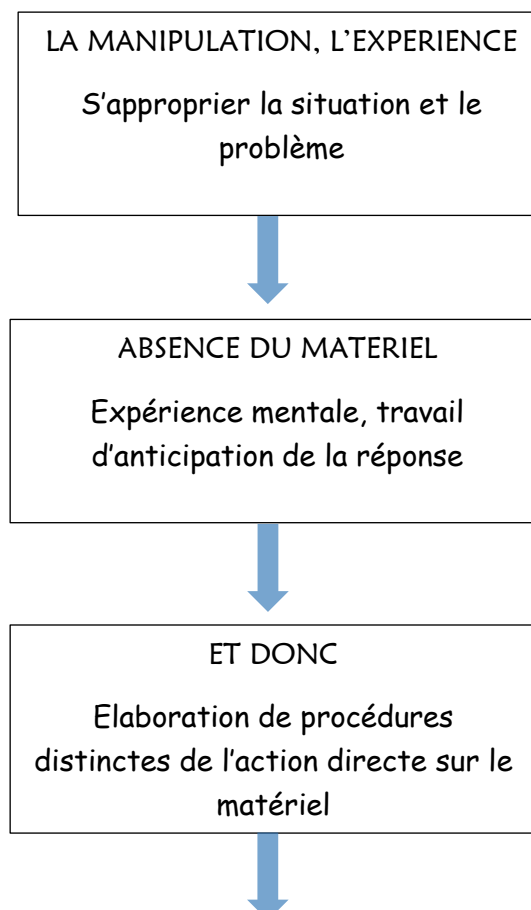 LA MANIPULATION, L’EXPERIENCE
S’approprier la situation et le
problème
ABSENCE DU MATERIEL
Expérience mentale, travail
d’anticipation de la réponse
ET DONC
Elaboration de procédures
distinctes de l’action directe sur le
matériel